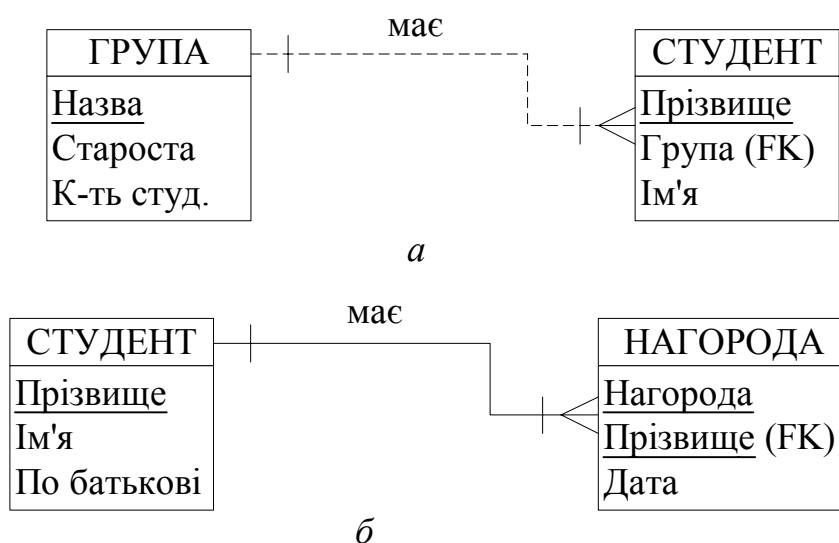 має
ГРУПА
Назва
Староста
К-ть студ.
СТУДЕНТ
Прізвище
Група (FK)
Ім'я
а
має
СТУДЕНТ
Прізвище
Ім'я
По батькові
НАГОРОДА
Нагорода
Прізвище (FK)
Дата
б